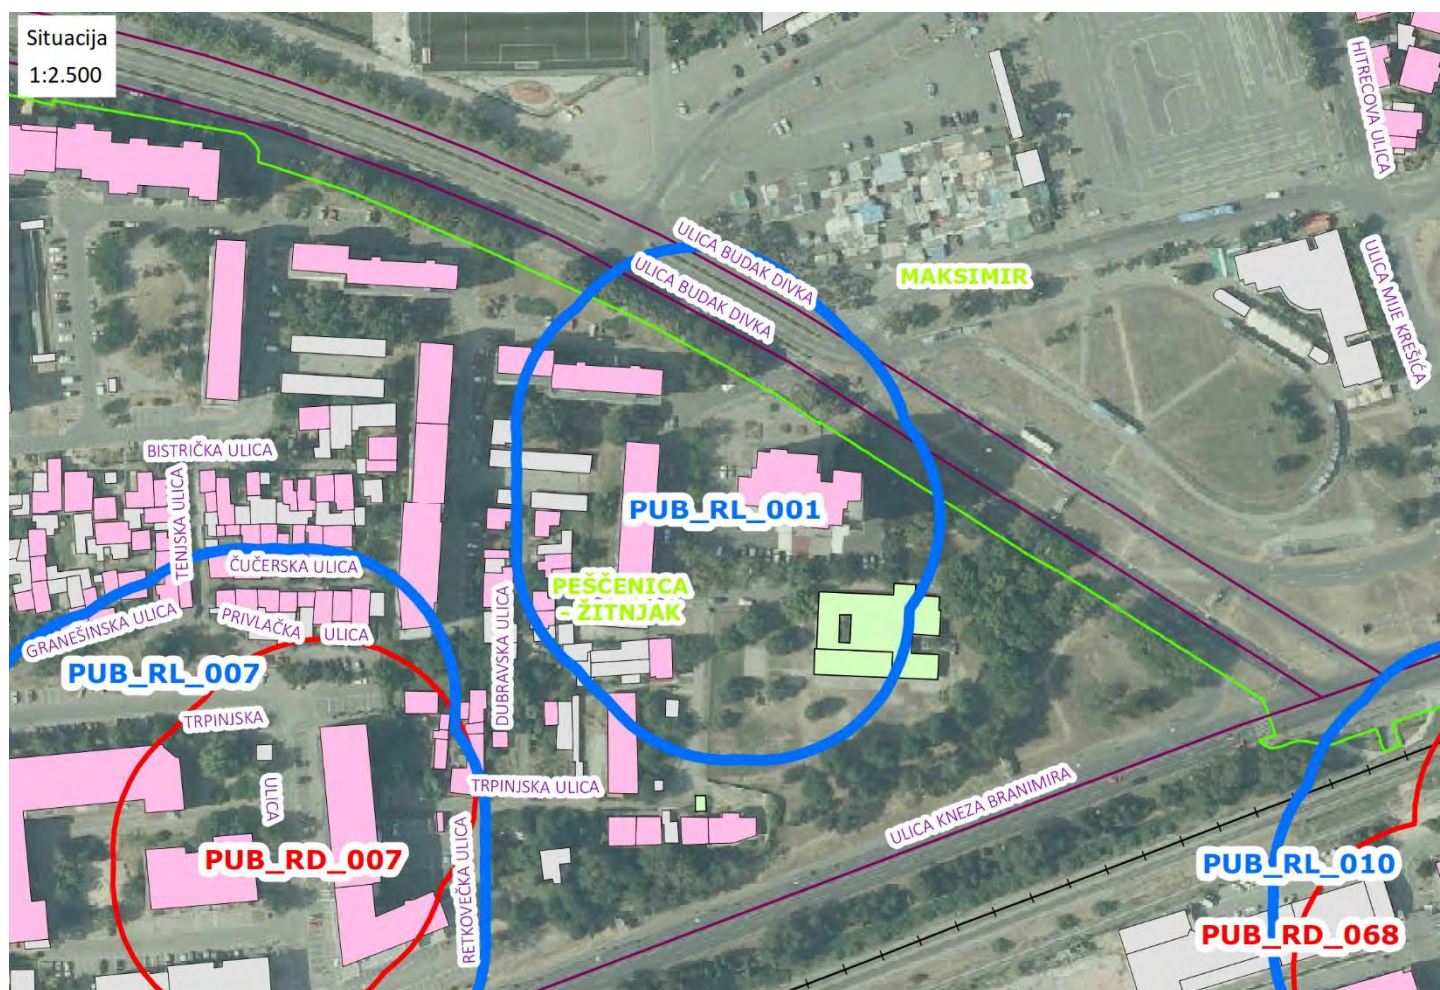 Situacija
1:2.500
HITRECOVA ULICA
ULICA BUDAK DIVKA
ULICA BUDAK DIVKA
MAKSIMIR
ULICA MIJE KREŠIĆA
BISTRIČKA ULICA
TENJSKA ULICA
PUB_RL_001
ČUČERSKA ULICA
PEŠČENICA
- ŽITNJAK
GRANEŠINSKA ULICA
PRIVLAČKA ULICA
DUBRAVSKA ULICA
PUB_RL_007
TRPINJSKA
ULICA
TRPINJSKA ULICA
ULICA KNEZA BRANIMIRA
RETKOVEČKA ULICA
PUB_RD_007
PUB_RL_010
PUB_RD_068